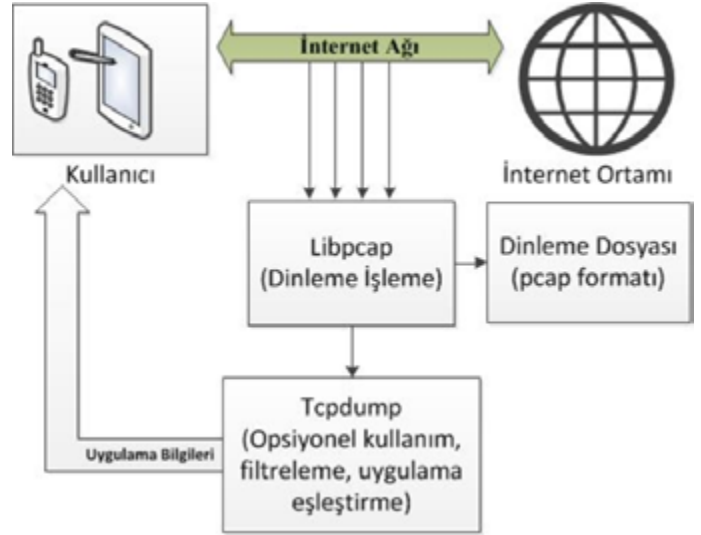 İnternet Ağı
Kullanıcı
İnternet Ortamı
Libpcap
(Dinleme İşleme)
Dinleme Dosyası
(pcap formatı)
Tcpdump
(Opsiyonel kullanım,
filtreleme, uygulama
eşleştirme)
Uygulama Bilgileri